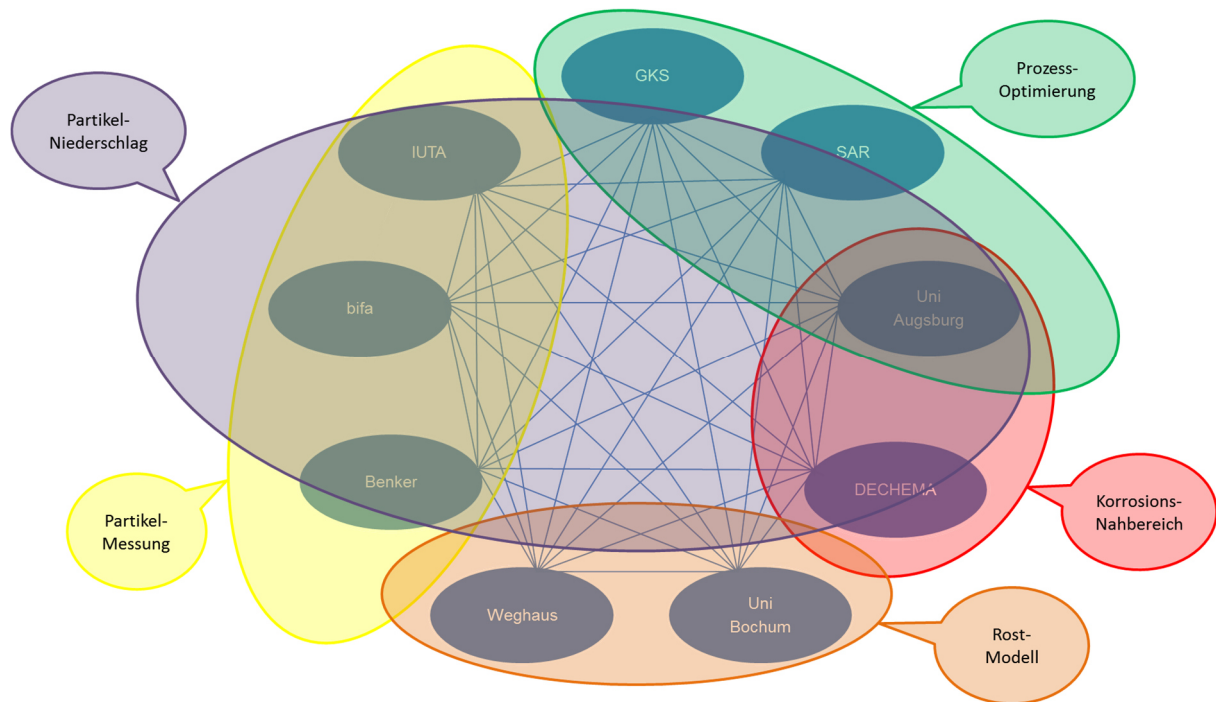 GKS
Prozess-
Optimierung
Partikel-
Niederschlag
IUTA
SAR
bifa
Uni
Augsburg
Benker
DECHEMA
Partikel-
Messung
Korrosions-
Nahbereich
Weghaus
Uni
Bochum
Rost-
Modell